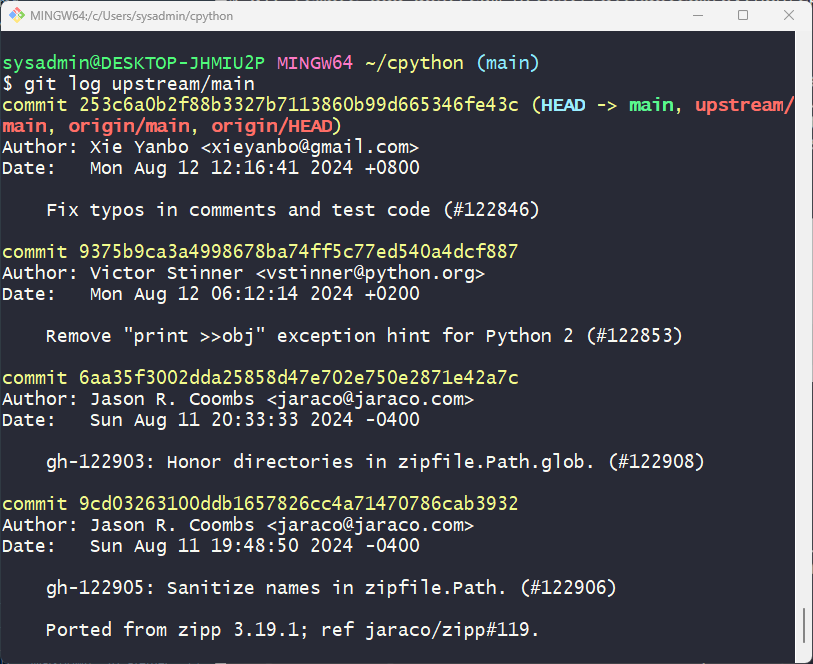 MINGW64:/c/Users/sysadmin/cpython
sysadmin@DESKTOP-JHMIU2P MINGW64 ~/cpython (main)
$ git log upstream/main
commit 253c6a0b2f88b3327b7113860b99d665346fe43c (HEAD -> main, upstream/
main, origin/main, origin/HEAD)
Author: Xie Yanbo <xieyanbo@gmail.com>
Date:   Mon Aug 12 12:16:41 2024 +0800
    Fix typos in comments and test code (#122846)
commit 9375b9ca3a4998678ba74ff5c77ed540a4dcf887
Author: Victor Stinner <vstinner@python.org>
Date:   Mon Aug 12 06:12:14 2024 +0200
    Remove "print >>obj" exception hint for Python 2 (#122853)
commit 6aa35f3002dda25858d47e702e750e2871e42a7c
Author: Jason R. Coombs <jaraco@jaraco.com>
Date:   Sun Aug 11 20:33:33 2024 -0400
    gh-122903: Honor directories in zipfile.Path.glob. (#122908)
commit 9cd03263100ddb1657826cc4a71470786cab3932
Author: Jason R. Coombs <jaraco@jaraco.com>
Date:   Sun Aug 11 19:48:50 2024 -0400
    gh-122905: Sanitize names in zipfile.Path. (#122906)
    Ported from zipp 3.19.1; ref jaraco/zipp#119.